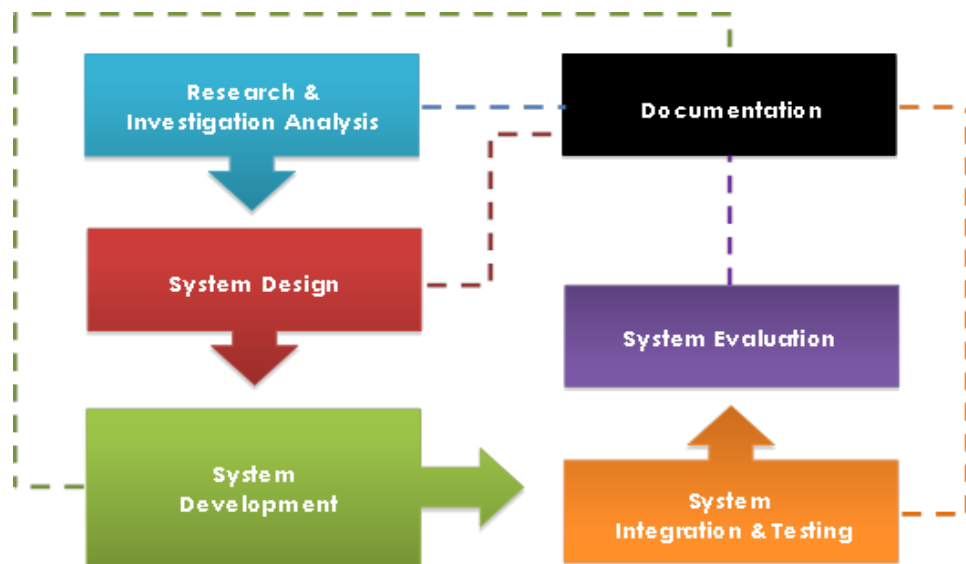 Research &
Investigation Analysis
Documentation
System Design
System Evaluation
System
Development
System
Integration & Testing